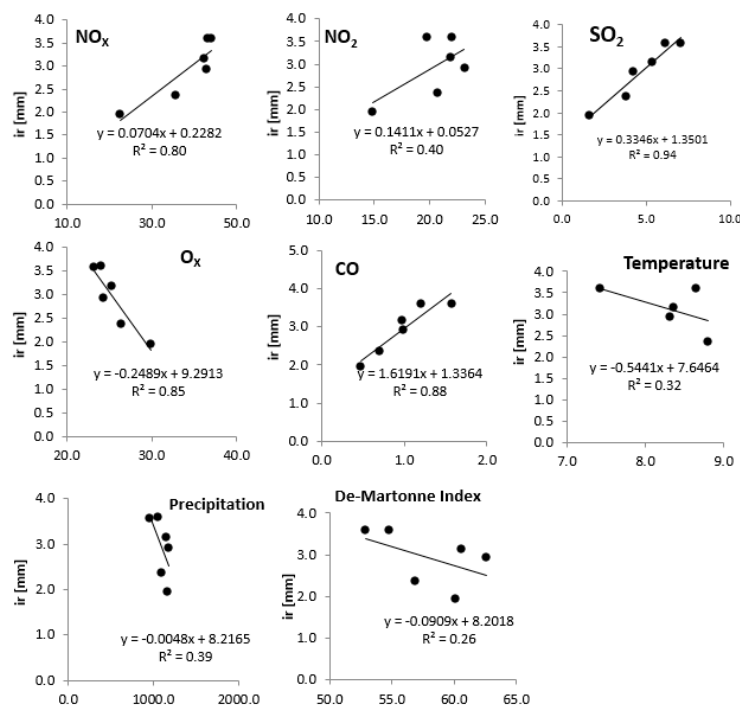 NOX
ir [mm]
4.0
3.5
3.0
2.5
2.0
1.5
1.0
0.5
0.0
y = 0.0704x + 0.2282
R² = 0.80
10.0 30.0 50.0
NO2
4.0
3.5
3.0
2.5
2.0
1.5
1.0
0.5
0.0
y = 0.1411x + 0.0527
R² = 0.40
10.0 15.0 20.0 25.0
SO2
ir [mm]
4.0
3.5
3.0
2.5
2.0
1.5
1.0
0.5
0.0
y = 0.3346x + 1.3501
R² = 0.94
0.0 5.0 10.0
OX
ir [mm]
4.0
3.5
3.0
2.5
2.0
1.5
1.0
0.5
0.0
y = -0.2489x + 9.2913
R² = 0.85
20.0 30.0 40.0
CO
ir [mm]
5.0
4.0
3.0
2.0
1.0
0.0
y = 1.6191x + 1.3364
R² = 0.88
0.0 1.0 2.0
Temperature
ir [mm]
4.0
3.5
3.0
2.5
2.0
1.5
1.0
0.5
0.0
y = -0.5441x + 7.6464
R² = 0.32
7.0 8.0 9.0
Precipitation
ir [mm]
4.0
3.0
2.0
1.0
0.0
y = -0.0048x + 8.2165
R² = 0.39
0.0 1000.0 2000.0
De-Martonne Index
ir [mm]
4.0
3.0
2.0
1.0
0.0
y = -0.0909x + 8.2018
R² = 0.26
50.0 55.0 60.0 65.0